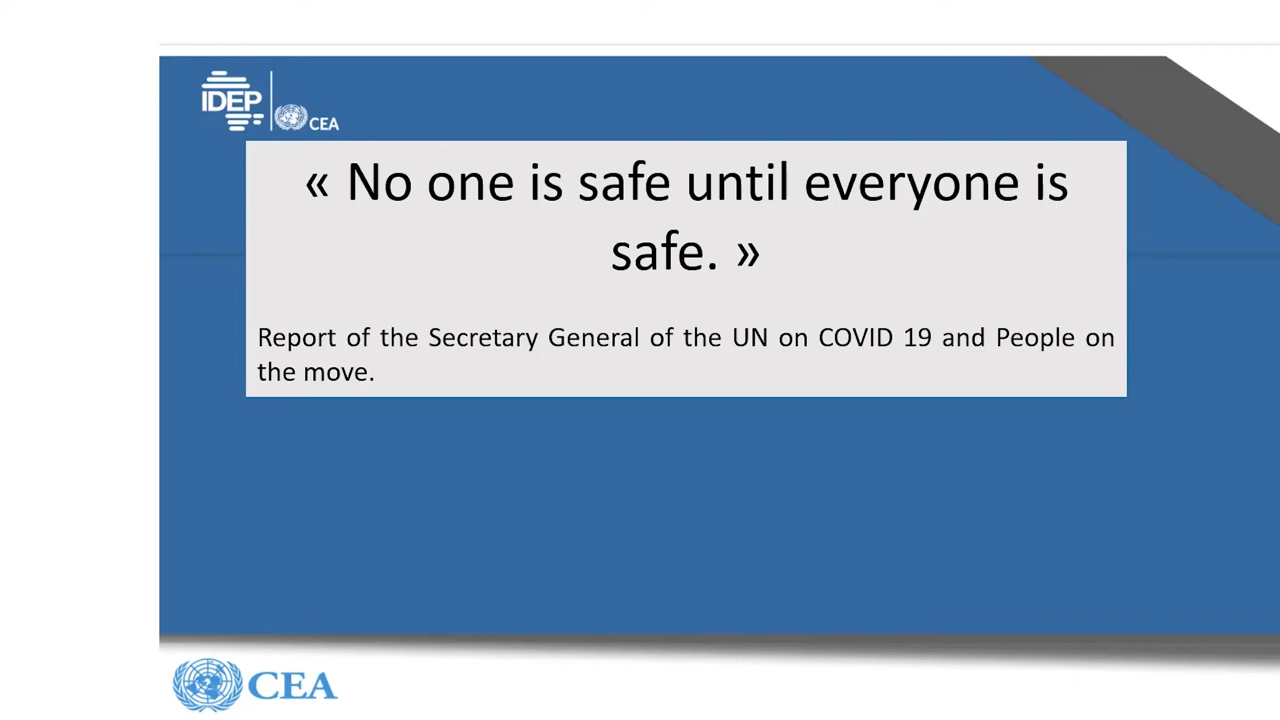 IDEP
CEA
« No one is safe until everyone is
safe. »
Report of the Secretary General of the UN on COVID 19 and People on
the move.
CEA